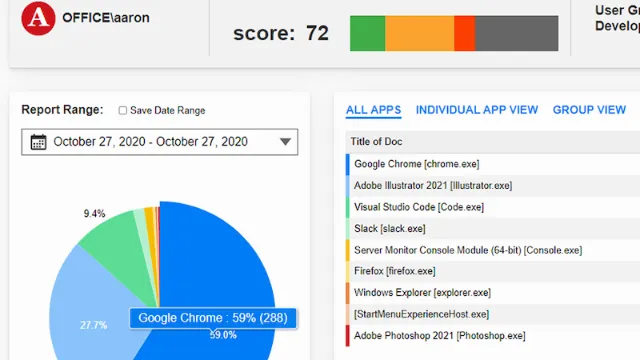 A
OFFICE\aaron
score: 72
User
Develo
Report Range:
Save Date Range
October 27, 2020 - October 27, 2020
9.4%
27.7%
Google Chrome : 59% (288)
59.0%
ALL APPS INDIVIDUAL APP VIEW GROUP VIEW
Title of Doc
Google Chrome [chrome.exe]
Adobe Illustrator 2021 [Illustrator.exe]
Visual Studio Code [Code.exe]
Slack [slack.exe]
Server Monitor Console Module (64-bit) [Console.exe]
Firefox [firefox.exe]
Windows Explorer [explorer.exe]
[StartMenuExperienceHost.exe]
Adobe Photoshop 2021 [Photoshop.exe]